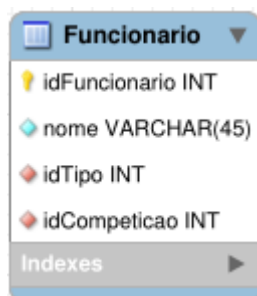 Funcionario
idFuncionario INT
nome VARCHAR(45)
idTipo INT
idCompeticao INT
Indexes